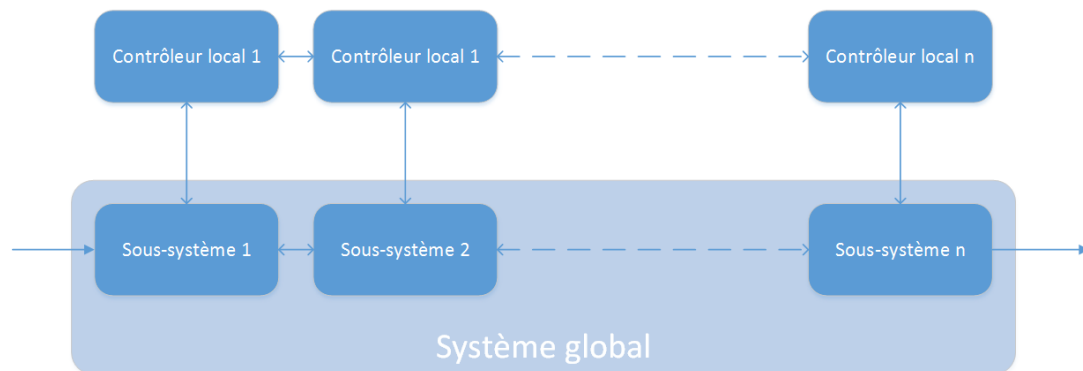 Contrôleur local 1
Contrôleur local 1
Contrôleur local n
Sous-système 1
Sous-système 2
Sous-système n
Système global